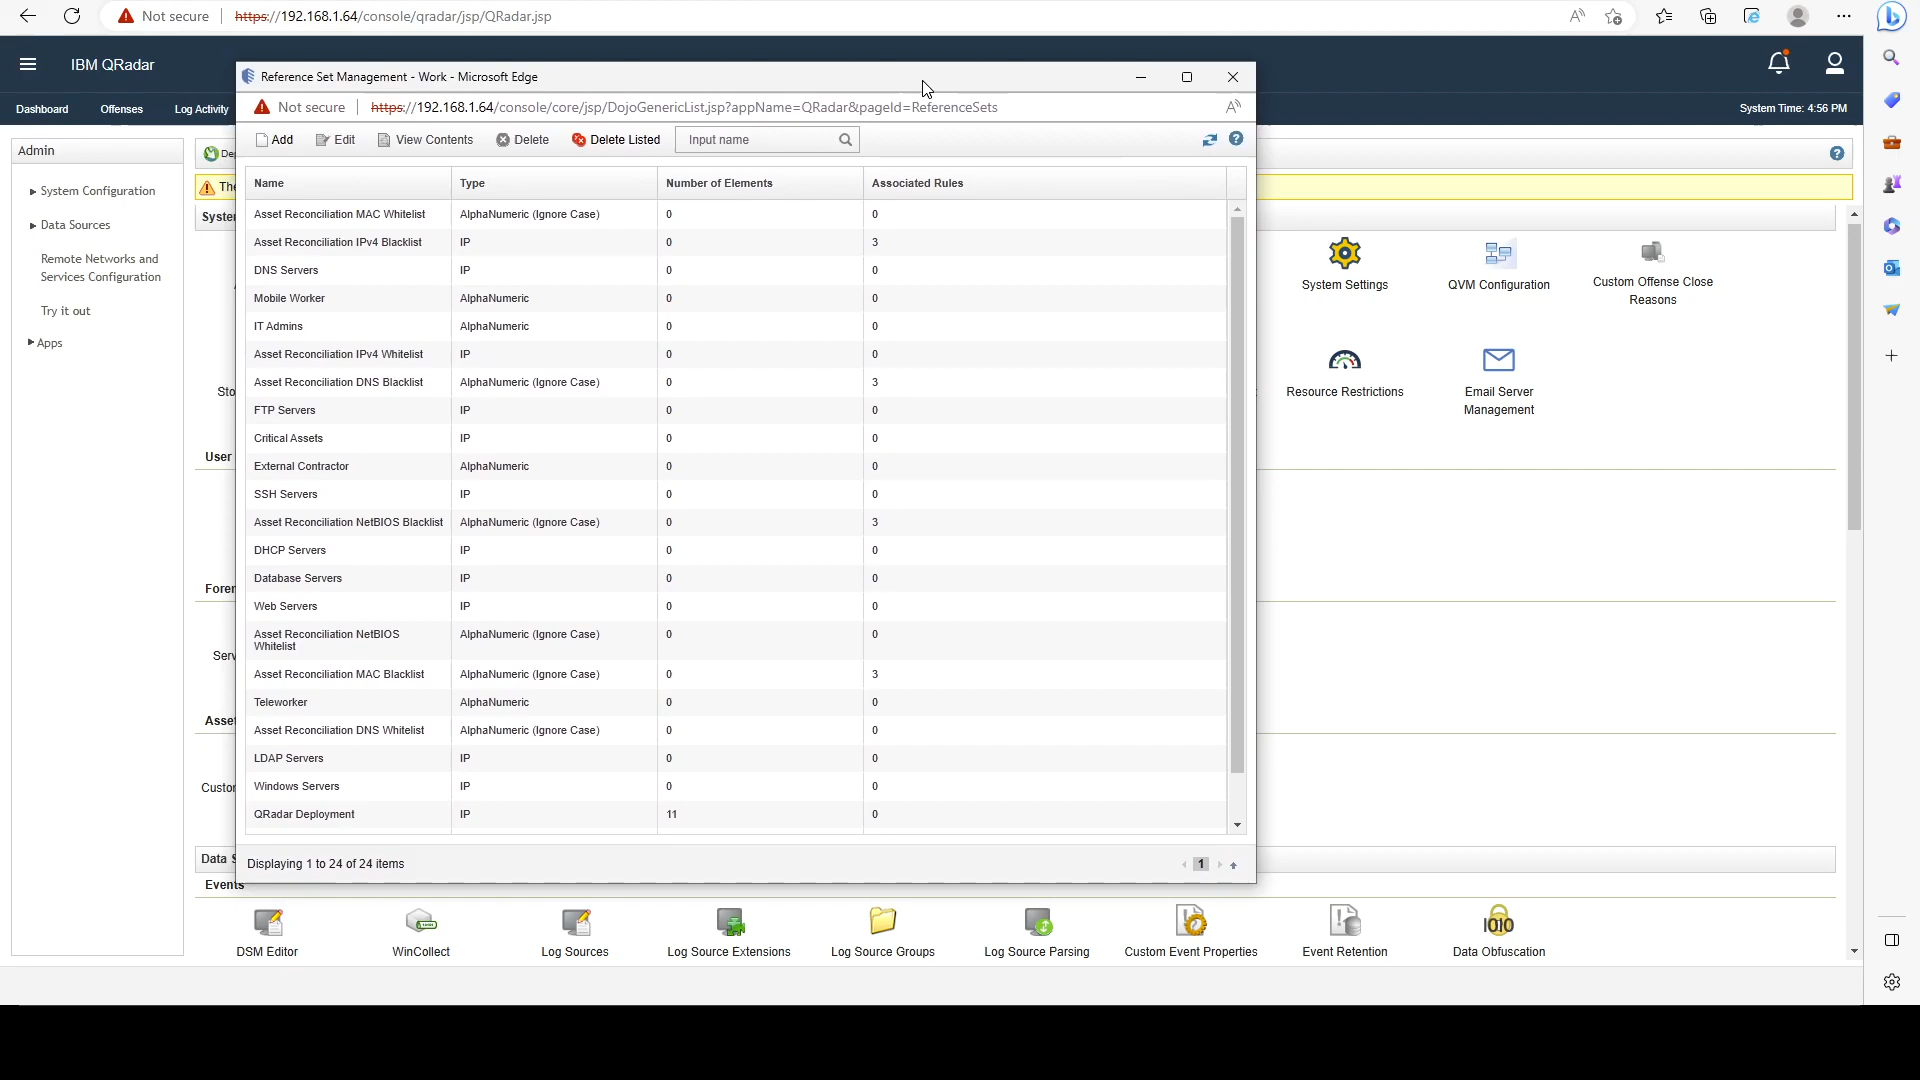 Not secure https://192.168.1.64/console/qradar/jsp/QRadar.jsp
IBM QRadar
Dashboard Offenses Log Activity
System Time: 4:56 PM
Reference Set Management - Work - Microsoft Edge
Not secure https://192.168.1.64/console/core/jsp/DojoGenericList.jsp?appName=QRadar&pageId=ReferenceSets
Add Edit View Contents Delete Delete Listed Input name
Name Type Number of Elements Associated Rules
Asset Reconciliation MAC Whitelist AlphaNumeric (Ignore Case) 0 0
Asset Reconciliation IPv4 Blacklist IP 0 3
DNS Servers IP 0 0
Mobile Worker AlphaNumeric 0 0
IT Admins AlphaNumeric 0 0
Asset Reconciliation IPv4 Whitelist IP 0 0
Asset Reconciliation DNS Blacklist AlphaNumeric (Ignore Case) 0 3
FTP Servers IP 0 0
Critical Assets IP 0 0
External Contractor AlphaNumeric 0 0
SSH Servers IP 0 0
Asset Reconciliation NetBIOS Blacklist AlphaNumeric (Ignore Case) 0 3
DHCP Servers IP 0 0
Database Servers IP 0 0
Web Servers IP 0 0
Asset Reconciliation NetBIOS
Whitelist AlphaNumeric (Ignore Case) 0 0
Asset Reconciliation MAC Blacklist AlphaNumeric (Ignore Case) 0 3
Teleworker AlphaNumeric 0 0
Asset Reconciliation DNS Whitelist AlphaNumeric (Ignore Case) 0 0
LDAP Servers IP 0 0
Windows Servers IP 0 0
QRadar Deployment IP 11 0
Displaying 1 to 24 of 24 items
1
Admin
System Configuration
Data Sources
Remote Networks and
Services Configuration
Try it out
Apps
De
The
Syste
Sto
User
Foren
Serv
Asset
Custo
Data S
Events
System Settings
QVM Configuration
Custom Offense Close
Reasons
Resource Restrictions
Email Server
Management
DSM Editor
WinCollect
Log Sources
Log Source Extensions
Log Source Groups
Log Source Parsing
Custom Event Properties
Event Retention
Data Obfuscation